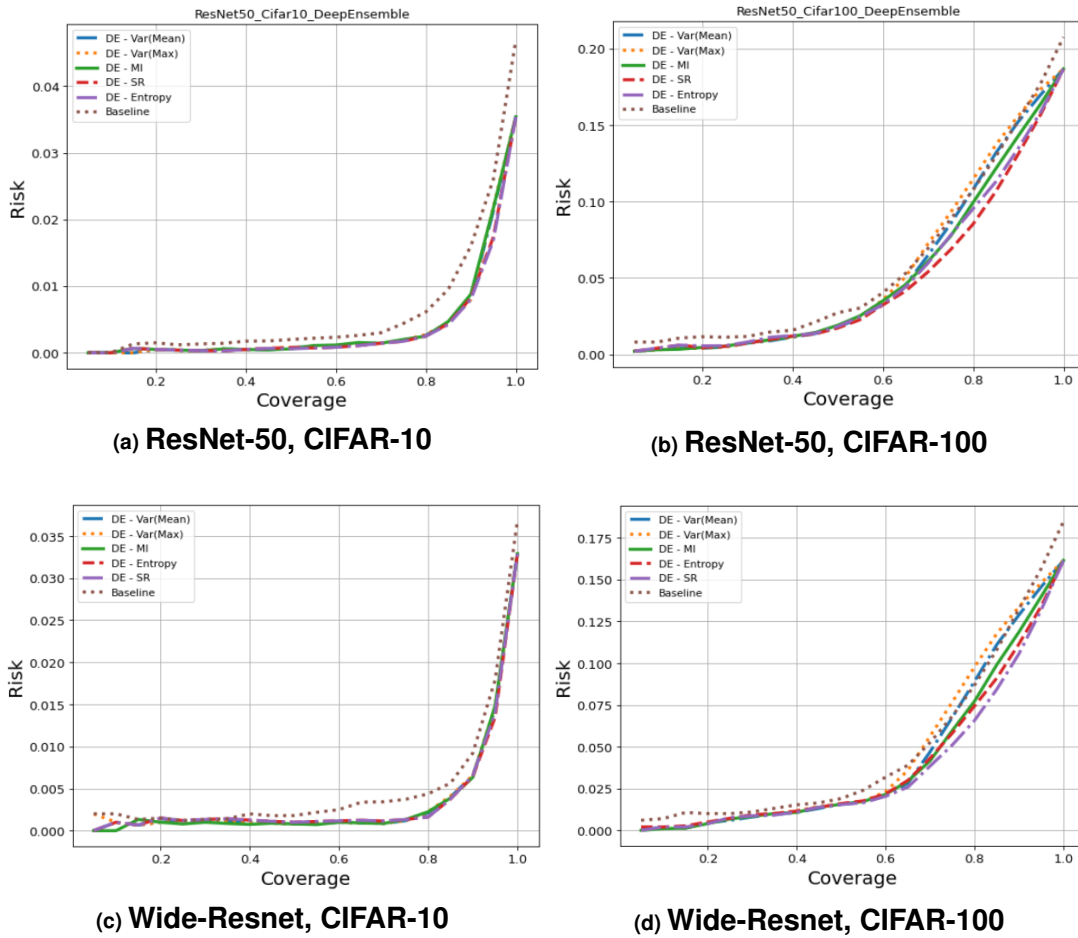 ResNet50_Cifar10_DeepEnsemble
DE - Var(Mean)
DE - Var(Max)
DE - MI
DE - SR
DE - Entropy
Baseline
0.04
0.03
0.02
0.01
0.00
Risk
0.2 0.4 0.6 0.8 1.0
Coverage
(a) ResNet-50, CIFAR-10
ResNet50_Cifar100_DeepEnsemble
DE - Var(Mean)
DE - Var(Max)
DE - MI
DE - SR
DE - Entropy
Baseline
0.20
0.15
0.10
0.05
0.00
Risk
0.2 0.4 0.6 0.8 1.0
Coverage
(b) ResNet-50, CIFAR-100
DE - Var(Mean)
DE - Var(Max)
DE - MI
DE - Entropy
DE - SR
Baseline
0.035
0.030
0.025
0.020
0.015
0.010
0.005
0.000
Risk
0.2 0.4 0.6 0.8 1.0
Coverage
(c) Wide-Resnet, CIFAR-10
DE - Var(Mean)
DE - Var(Max)
DE - MI
DE - Entropy
DE - SR
Baseline
0.175
0.150
0.125
0.100
0.075
0.050
0.025
0.000
Risk
0.2 0.4 0.6 0.8 1.0
Coverage
(d) Wide-Resnet, CIFAR-100